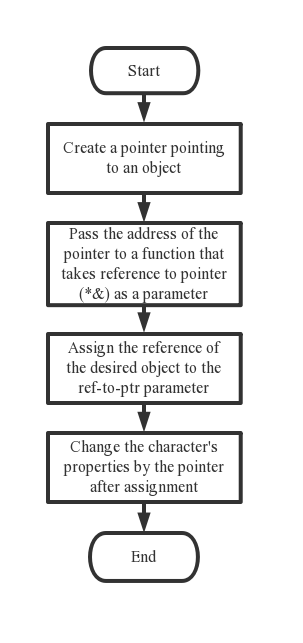 Start
Create a pointer pointing
to an object
Pass the address of the
pointer to a function that
takes reference to pointer
(*&) as a parameter
Assign the reference of
the desired object to the
ref-to-ptr parameter
Change the character's
properties by the pointer
after assignment
End